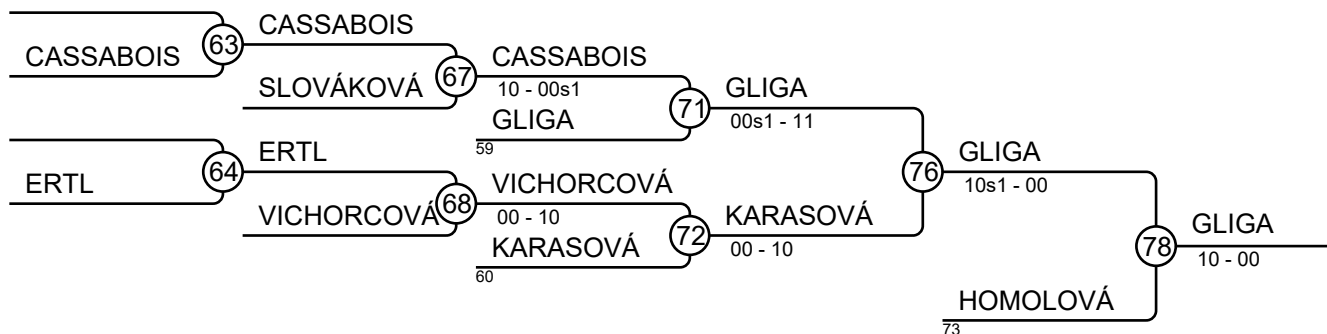 CASSABOIS
63
CASSABOIS
SLOVÁKOVÁ
67
CASSABOIS
10 - 00s1
GLIGA
59
71
GLIGA
00s1 - 11
ERTL
64
ERTL
VICHORCOVÁ
68
VICHORCOVÁ
00 - 10
KARASOVÁ
60
72
KARASOVÁ
00 - 10
76
GLIGA
10s1 - 00
HOMOLOVÁ
73
78
GLIGA
10 - 00